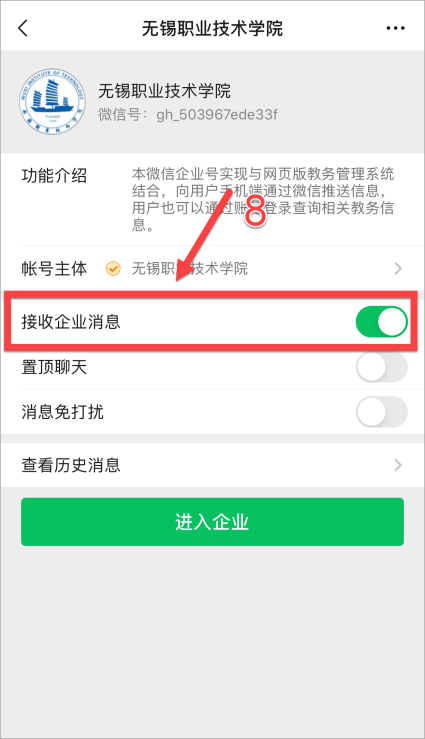 无锡职业技术学院
WUXI INSTITUTE OF TECHNOLOGY
无锡职业技术学院
微信号: gh_503967ede33f
功能介绍
本微信企业号实现与网页版教务管理系统
结合，向用户手机端通过微信推送信息，
用户也可以通过账 登录查询相关教务信
息。
8
帐号主体
无锡职 技术学院
接收企业消息
置顶聊天
消息免打扰
查看历史消息
进入企业